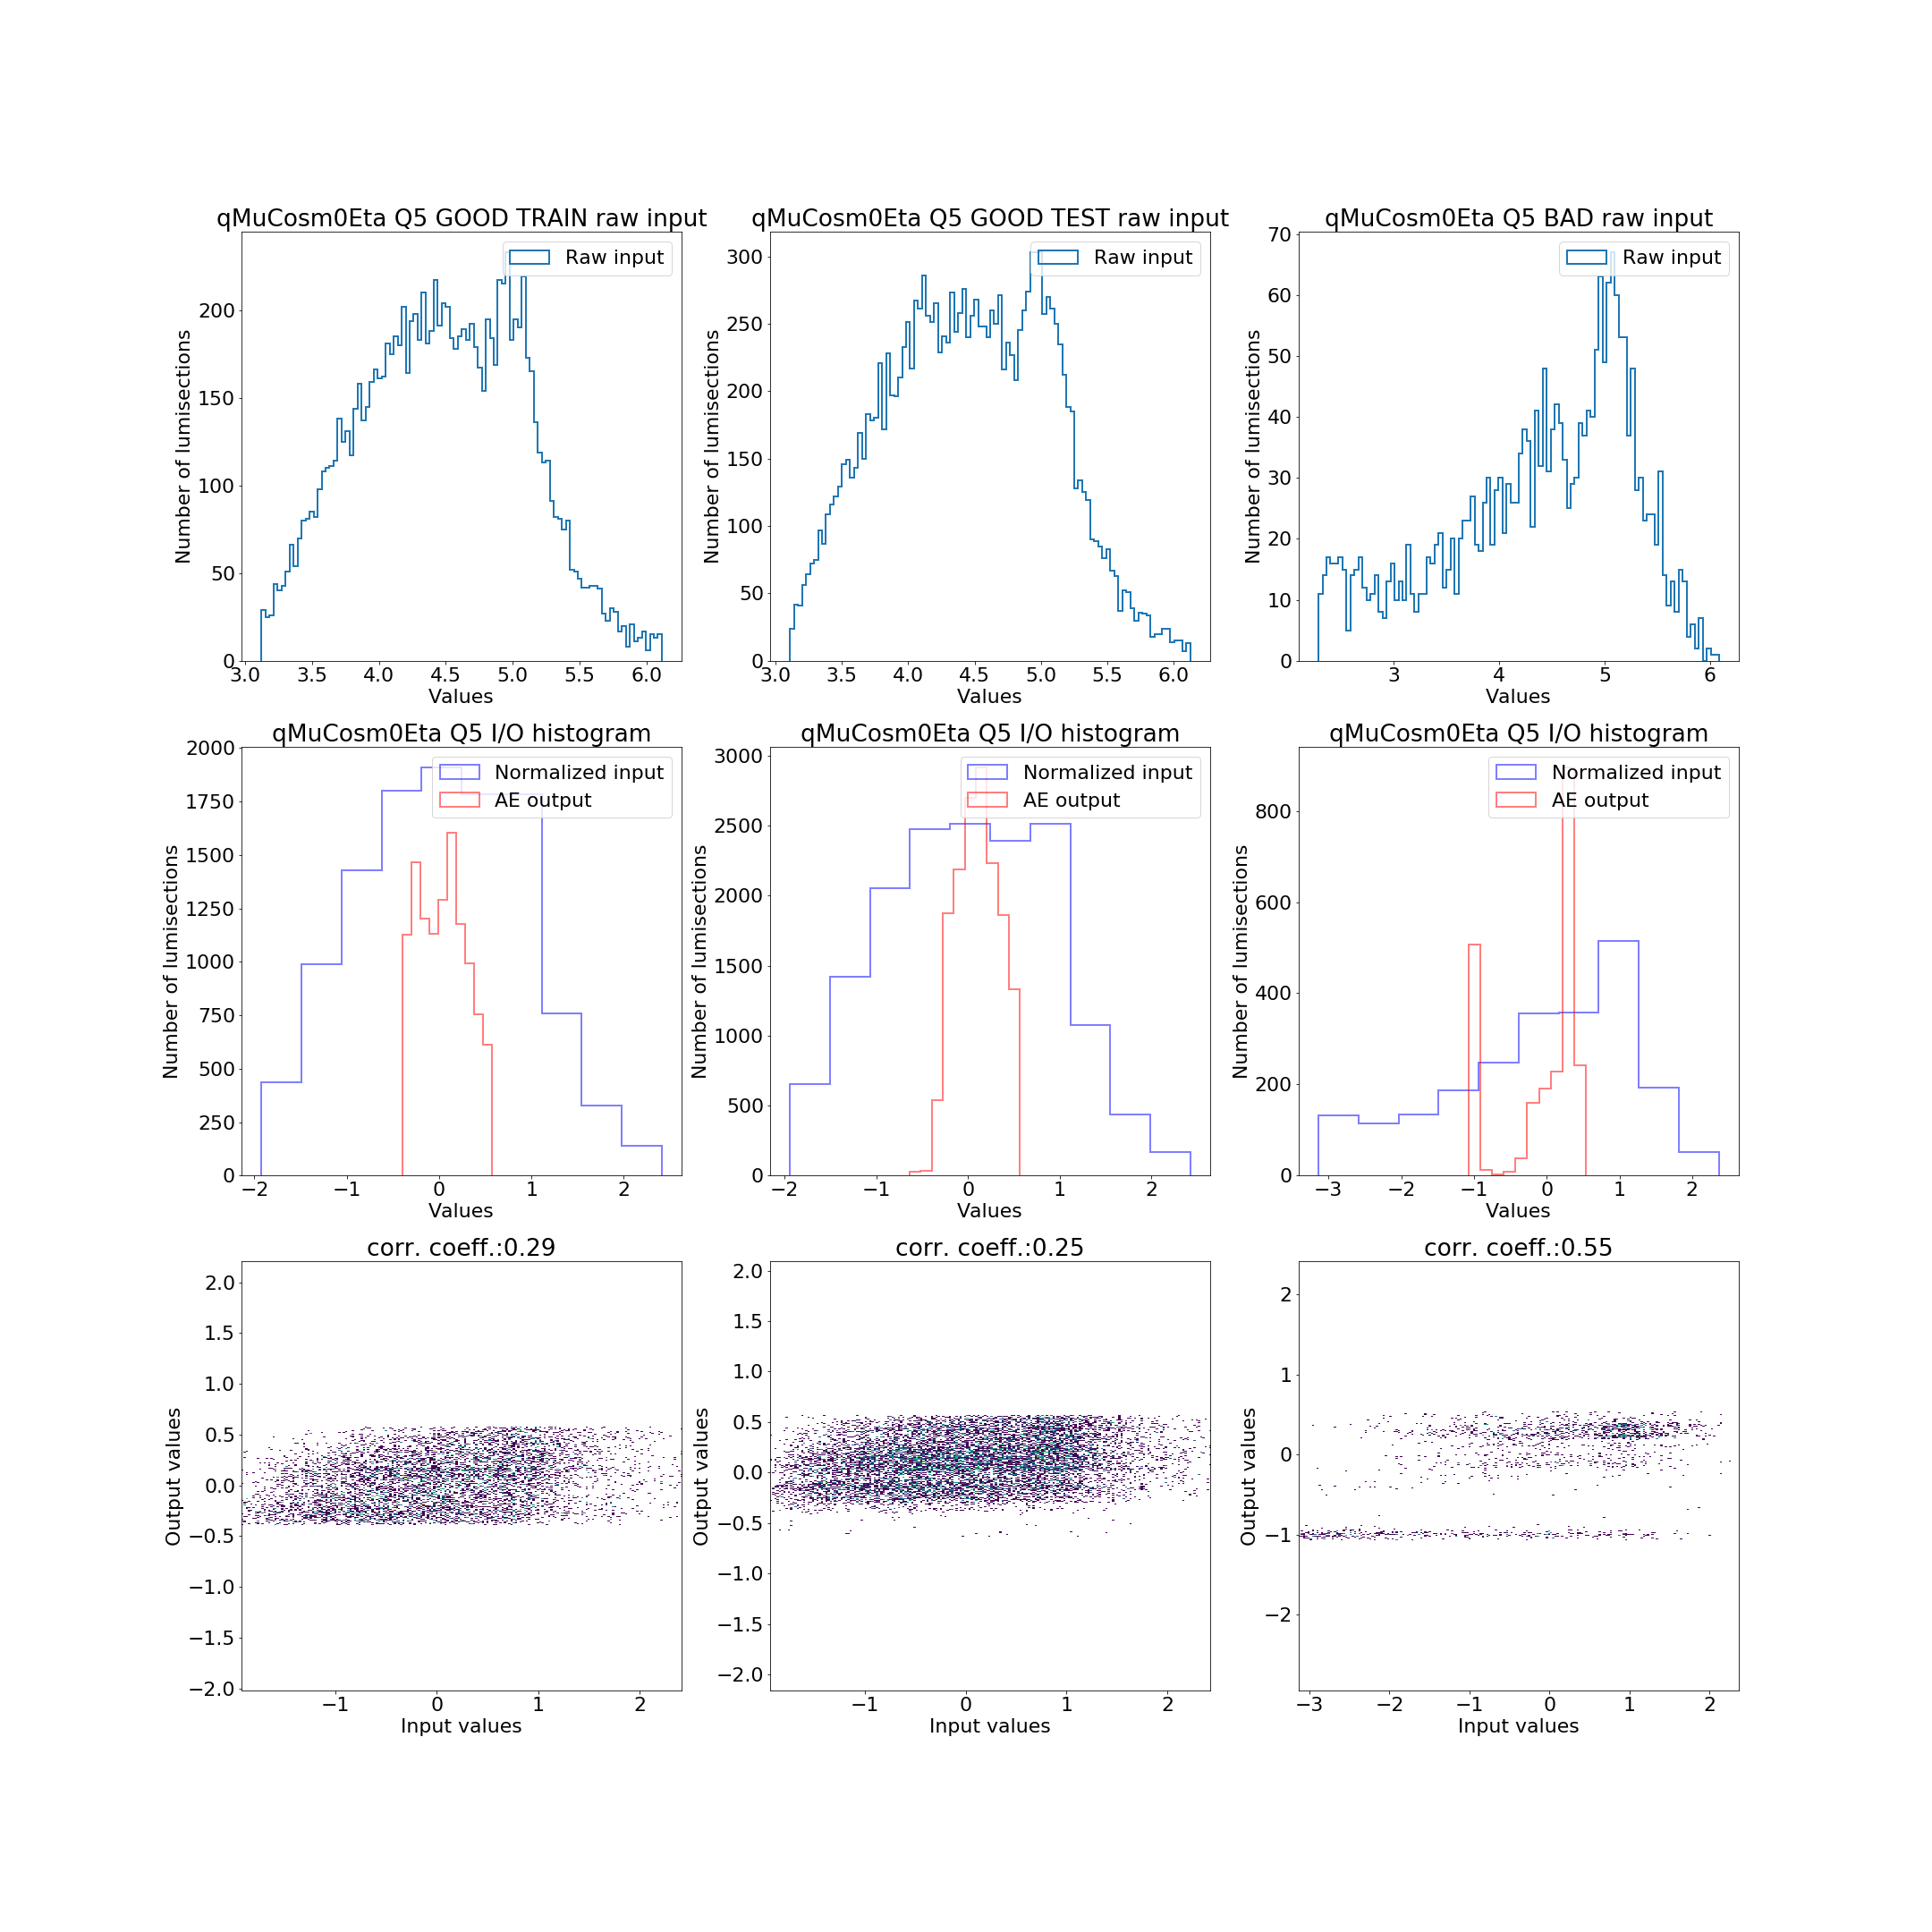 qMuCosm0Eta Q5 GOOD TRAIN raw input
Raw input
Number of lumisections
0
50
100
150
200
3.0 3.5 4.0 4.5 5.0 5.5 6.0
Values
qMuCosm0Eta Q5 GOOD TEST raw input
Raw input
Number of lumisections
0
50
100
150
200
250
300
3.0 3.5 4.0 4.5 5.0 5.5 6.0
Values
qMuCosm0Eta Q5 BAD raw input
Raw input
Number of lumisections
0
10
20
30
40
50
60
70
3 4 5 6
Values
qMuCosm0Eta Q5 I/O histogram
Normalized input
AE output
Number of lumisections
0
250
500
750
1000
1250
1500
1750
2000
−2 −1 0 1 2
Values
qMuCosm0Eta Q5 I/O histogram
Normalized input
AE output
Number of lumisections
0
500
1000
1500
2000
2500
3000
−2 −1 0 1 2
Values
qMuCosm0Eta Q5 I/O histogram
Normalized input
AE output
Number of lumisections
0
200
400
600
800
−3 −2 −1 0 1 2
Values
corr. coeff.:0.29
Output values
2.0
1.5
1.0
0.5
0.0
−0.5
−1.0
−1.5
−2.0
−1 0 1 2
Input values
corr. coeff.:0.25
Output values
2.0
1.5
1.0
0.5
0.0
−0.5
−1.0
−1.5
−2.0
−1 0 1 2
Input values
corr. coeff.:0.55
Output values
2
1
0
−1
−2
−3 −2 −1 0 1 2
Input values